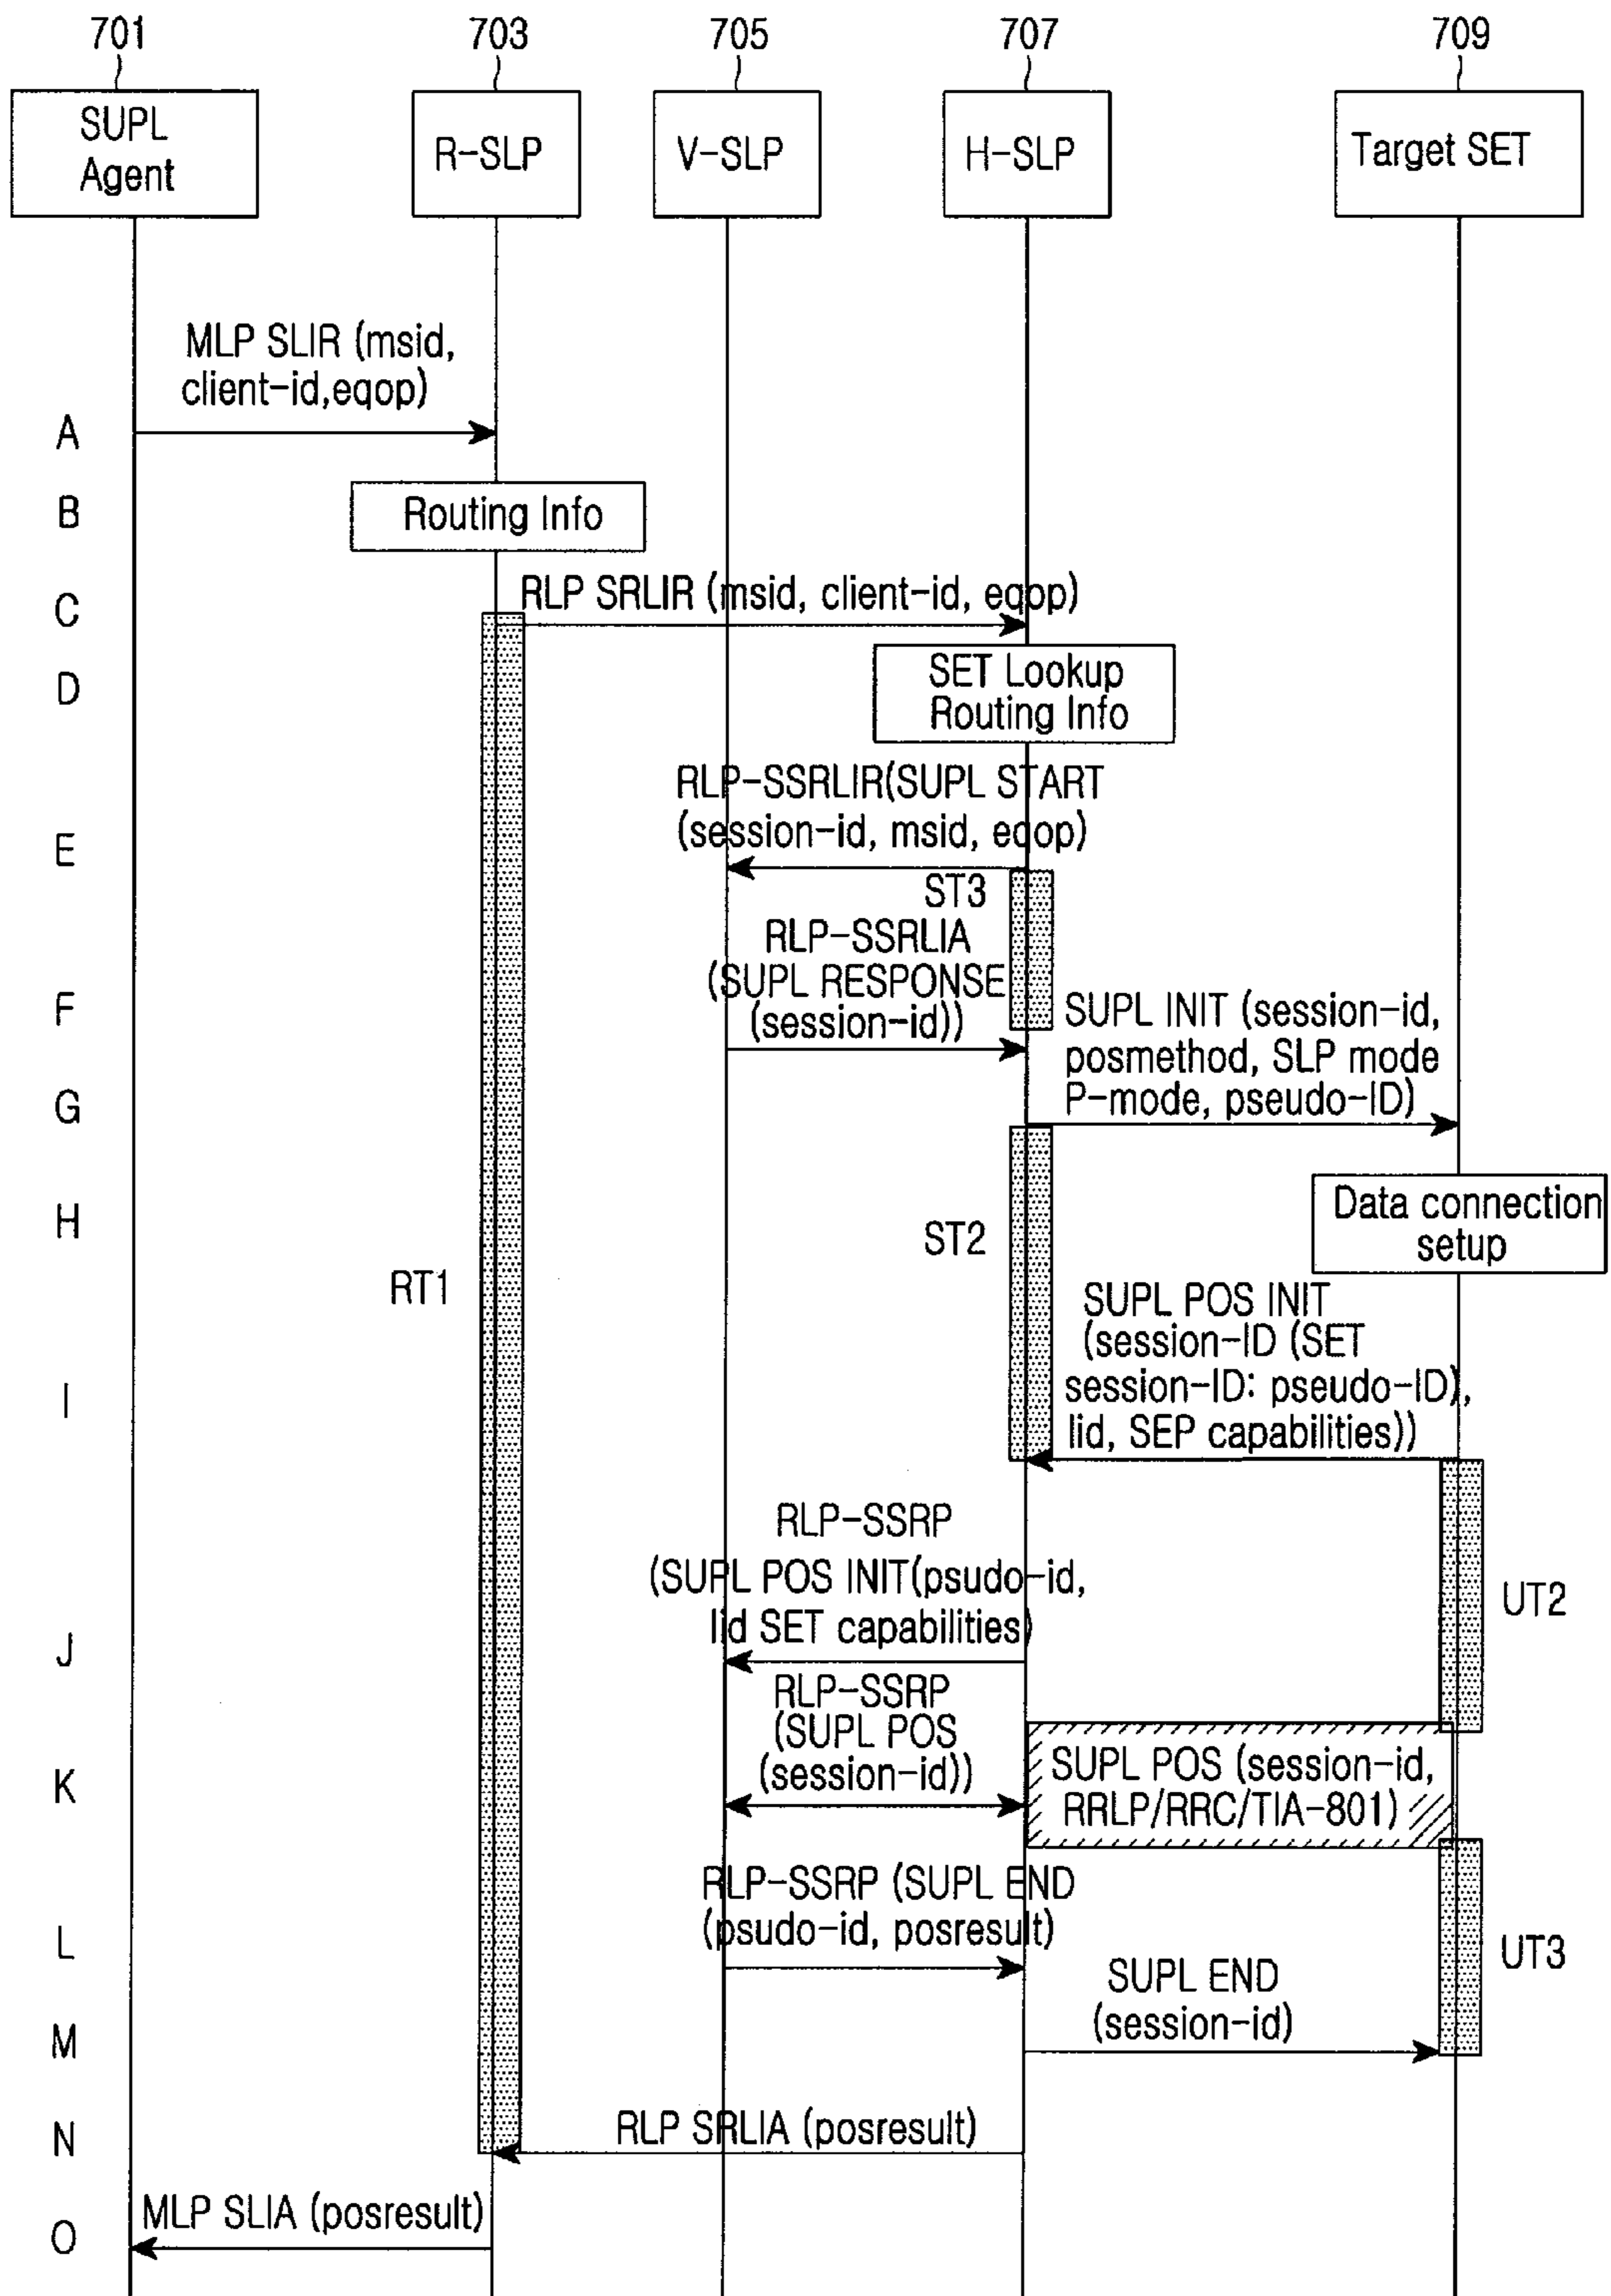 701
703
705
707
709
SUPL
Agent
R-SLP
V-SLP
H-SLP
Target SET
MLP SLIR (msid,
client-id,eqop)
A
B
Routing Info
C
RLP SRLIR (msid, client-id, eqop)
D
SET Lookup
Routing Info
RLP-SSRLIR(SUPL START
(session-id, msid, eqop)
E
ST3
RLP-SSRLIA
(SUPL RESPONSE
(session-id))
F
SUPL INIT (session-id,
posmethod, SLP mode
P-mode, pseudo-ID)
G
H
Data connection
setup
ST2
RT1
SUPL POS INIT
(session-ID (SET
session-ID: pseudo-ID),
lid, SEP capabilities))
I
RLP-SSRP
(SUPL POS INIT(psudo-id,
lid SET capabilities)
UT2
J
RLP-SSRP
(SUPL POS
(session-id))
K
SUPL POS (session-id,
RRLP/RRC/TIA-801)
RLP-SSRP (SUPL END
(psudo-id, posresult)
L
UT3
SUPL END
(session-id)
M
N
RLP SRLIA (posresult)
MLP SLIA (posresult)
O